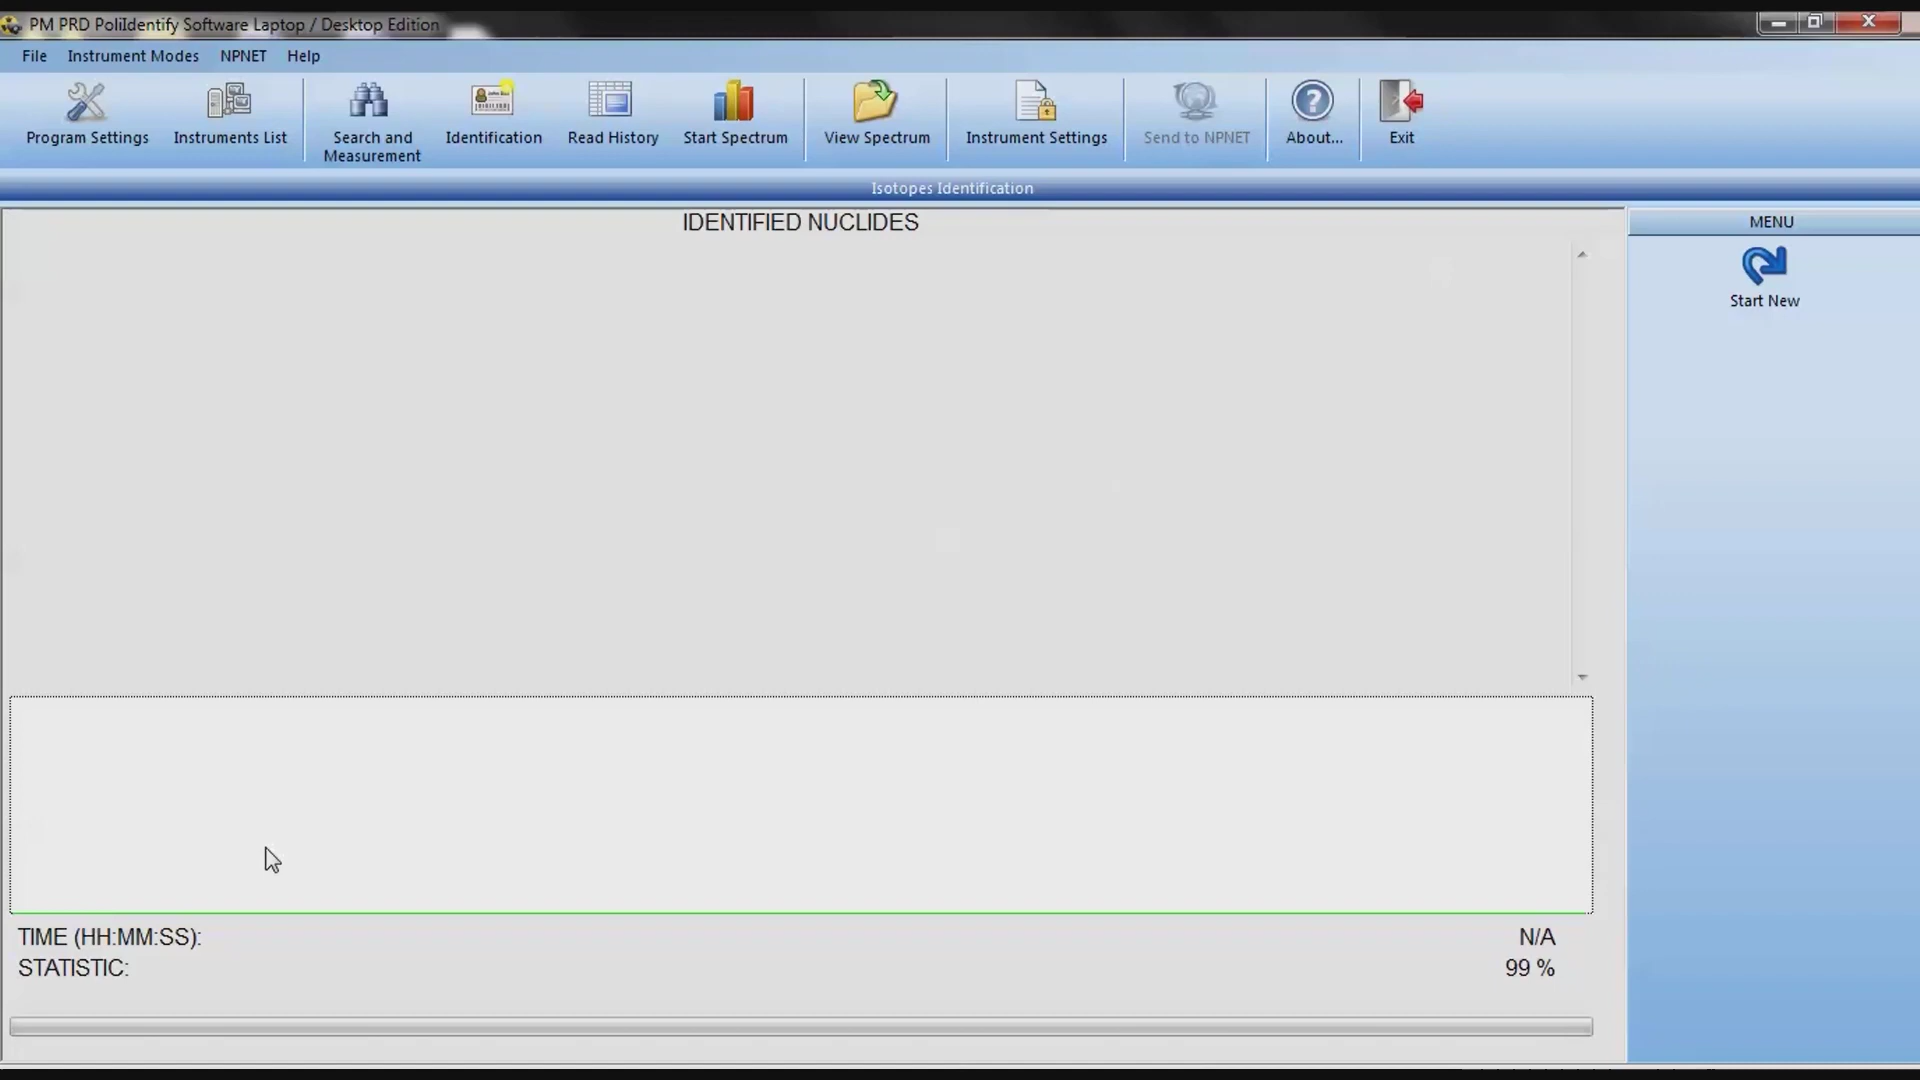 PM PRD PoliIdentify Software Laptop / Desktop Edition
File Instrument Modes NPNET Help
Program Settings Instruments List Search and Measurement Identification Read History Start Spectrum View Spectrum Instrument Settings Send to NPNET About... Exit
Isotopes Identification
IDENTIFIED NUCLIDES
MENU
Start New
TIME (HH:MM:SS): N/A
STATISTIC: 99 %